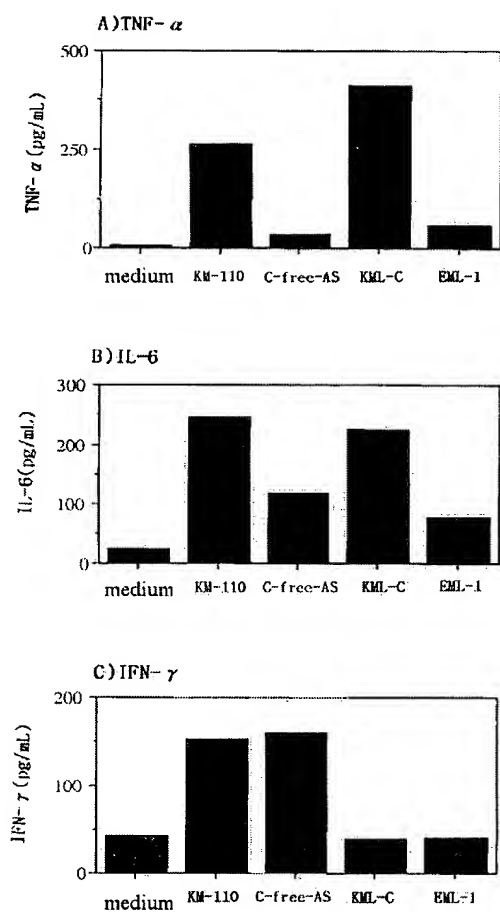 A)TNF-α
500
250
0
TNF-α(pg/mL)
medium KM-110 C-free-AS KML-C EML-1
B)IL-6
300
200
100
0
IL-6(pg/mL)
medium KM-110 C-free-AS KML-C EML-1
C)IFN-γ
200
100
0
IFN-γ(pg/mL)
medium KM-110 C-free-AS KML-C EML-1